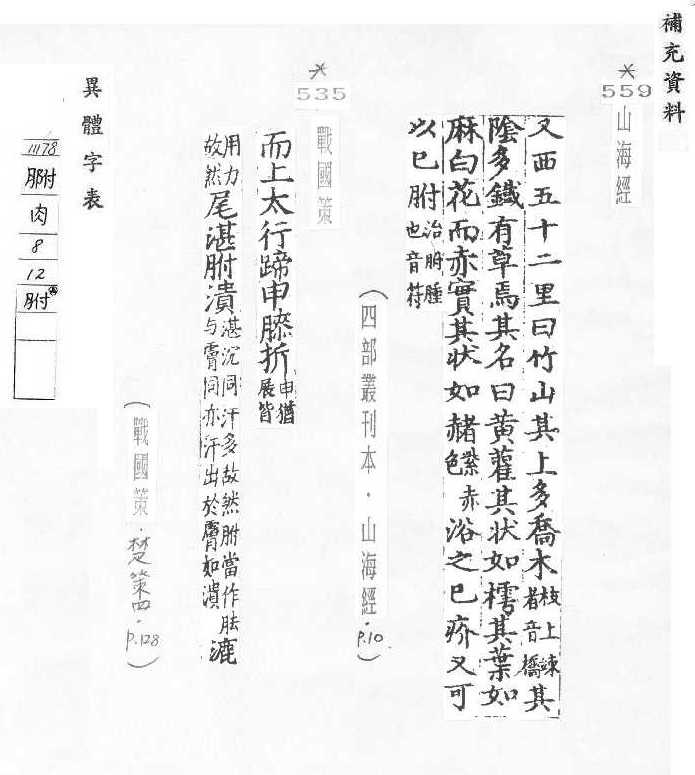 補充資料
*
559
山海經
又西五十二里曰竹山其上多喬木枝上竦者音橋其
陰多鐵有草焉其名曰黃藋其状如樗其葉如
麻白花而赤實其状如赭紫赤色浴之已疥又可
以已胕治胕腫也音符
(四部叢刊本．山海經．P.10)
*
535
戰國策
而上太行蹄申膝折申猶展皆
用力故然尾湛胕潰湛沉同汗多故然胕當作胠與膚同亦汗出於膚如潰漉
(戰國策．楚策四．P.128)
異體字表
11178
肉
8
12
胕